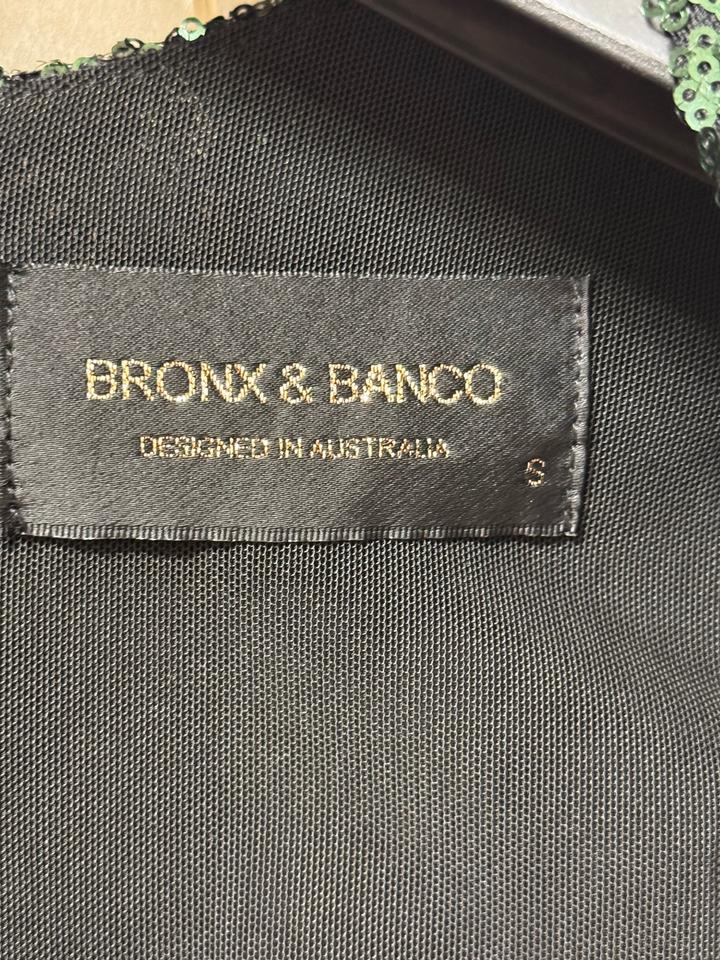 BRONX & BANCO
DESIGNED IN AUSTRALIA
S